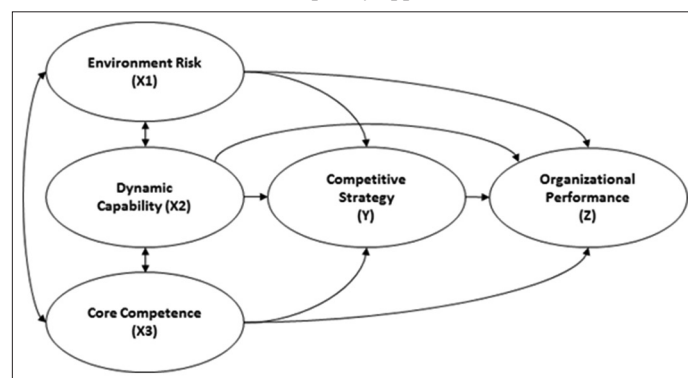 Environment Risk
(X1)
Dynamic
Capability (X2)
Competitive
Strategy
(Y)
Organizational
Performance
(Z)
Core Competence
(X3)